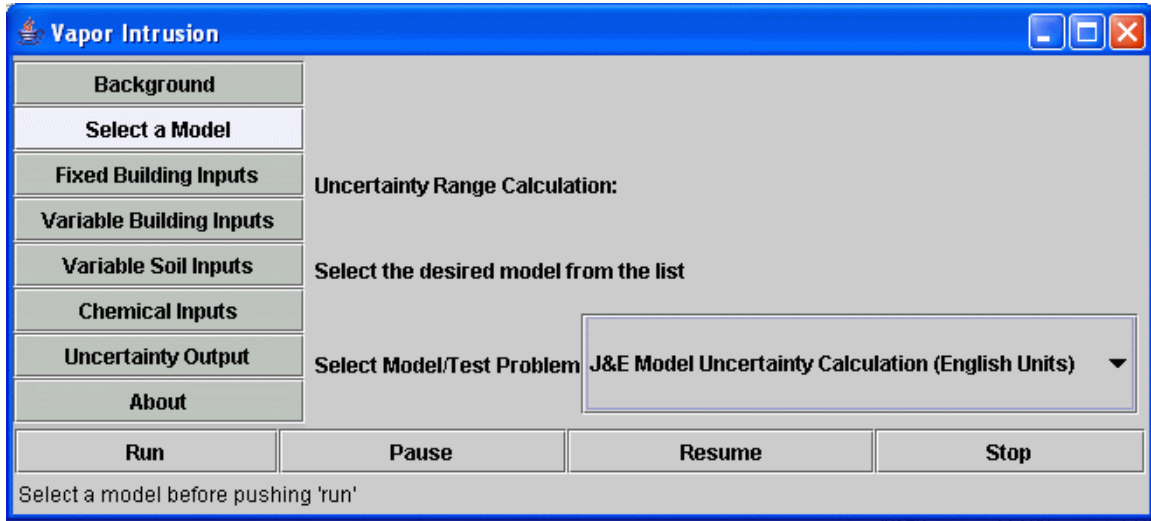 Vapor Intrusion
Background
Select a Model
Fixed Building Inputs
Variable Building Inputs
Variable Soil Inputs
Chemical Inputs
Uncertainty Output
About
Uncertainty Range Calculation:
Select the desired model from the list
Select Model/Test Problem J&E Model Uncertainty Calculation (English Units)
Run Pause Resume Stop
Select a model before pushing 'run'